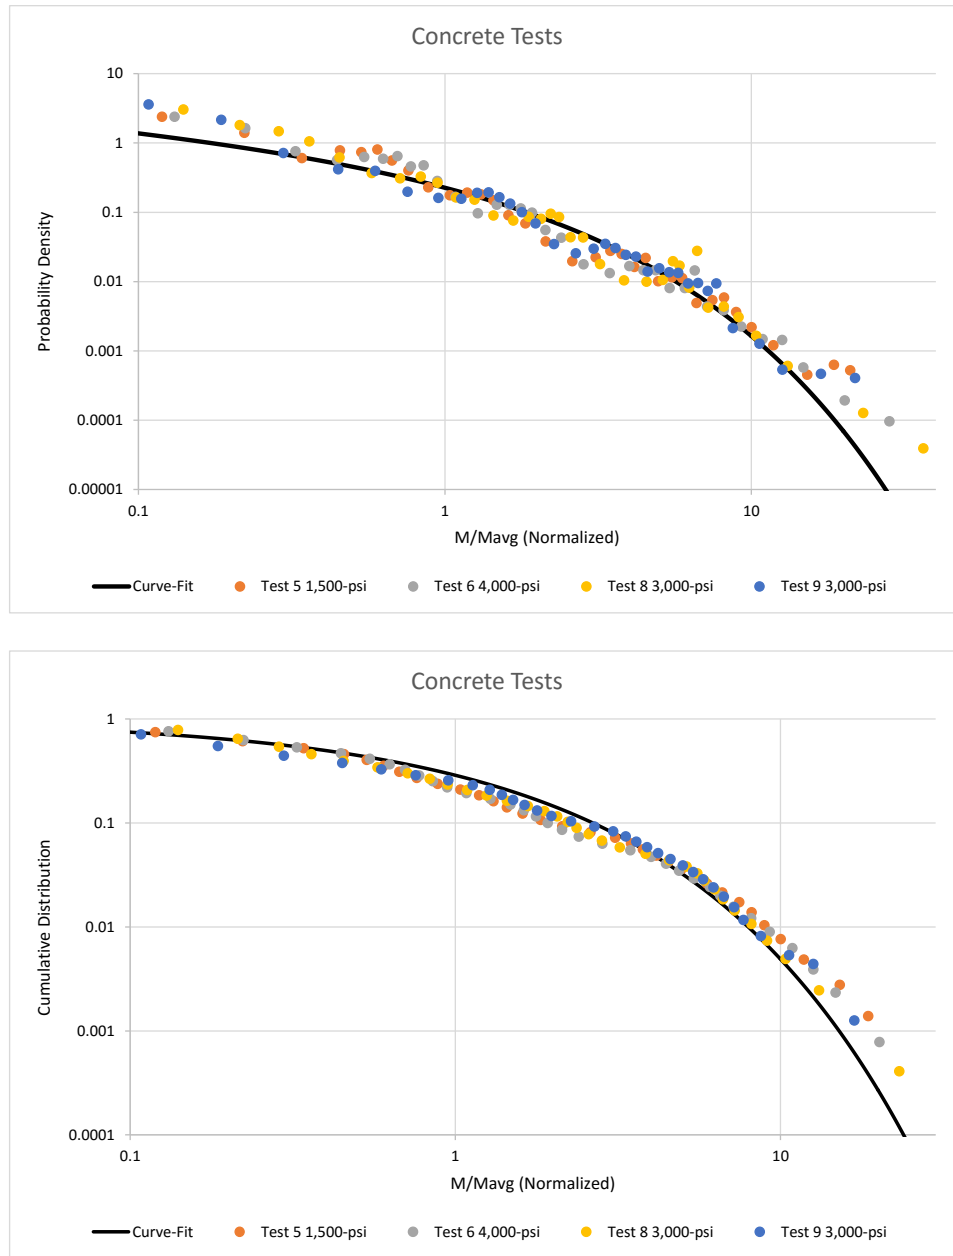 Concrete Tests
10
1
0.1
0.01
0.001
0.0001
0.00001
Probability Density
0.1 1 10
M/Mavg (Normalized)
Curve-Fit Test 5 1,500-psi Test 6 4,000-psi Test 8 3,000-psi Test 9 3,000-psi
Concrete Tests
1
0.1
0.01
0.001
0.0001
Cumulative Distribution
0.1 1 10
M/Mavg (Normalized)
Curve-Fit Test 5 1,500-psi Test 6 4,000-psi Test 8 3,000-psi Test 9 3,000-psi